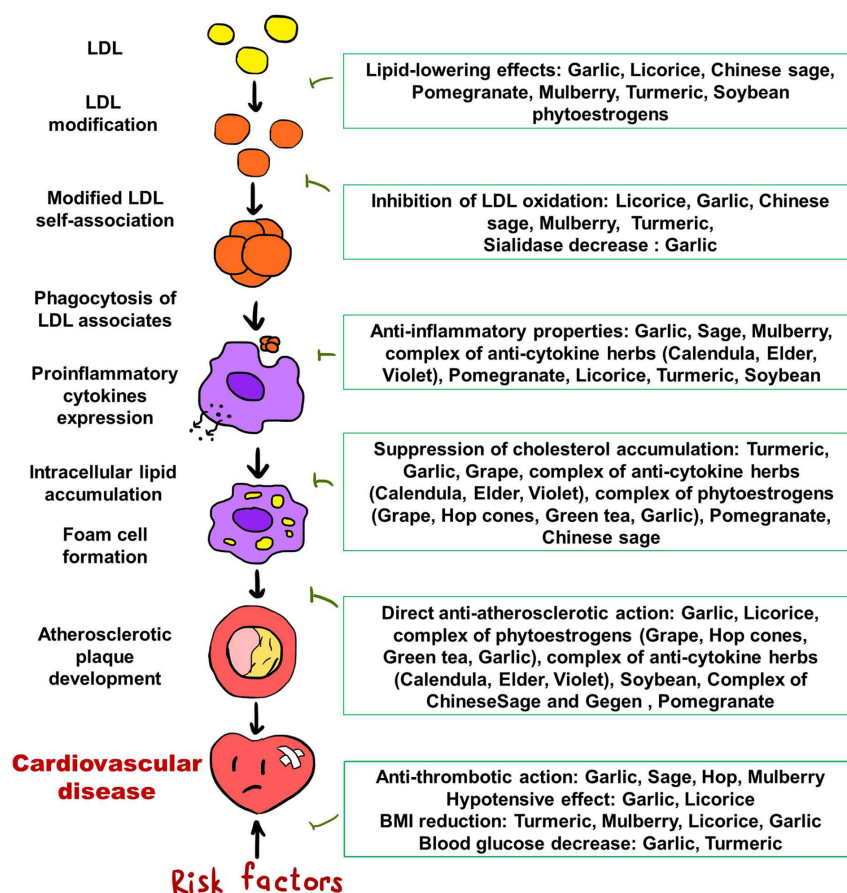 LDL
Lipid-lowering effects: Garlic, Licorice, Chinese sage,
Pomegranate, Mulberry, Turmeric, Soybean
phytoestrogens
LDL
modification
Modified LDL
self-association
Inhibition of LDL oxidation: Licorice, Garlic, Chinese
sage, Mulberry, Turmeric,
Sialidase decrease : Garlic
Phagocytosis of
LDL associates
Anti-inflammatory properties: Garlic, Sage, Mulberry,
complex of anti-cytokine herbs (Calendula, Elder,
Violet), Pomegranate, Licorice, Turmeric, Soybean
Proinflammatory
cytokines
expression
Suppression of cholesterol accumulation: Turmeric,
Garlic, Grape, complex of anti-cytokine herbs
(Calendula, Elder, Violet), complex of phytoestrogens
(Grape, Hop cones, Green tea, Garlic), Pomegranate,
Chinese sage
Intracellular lipid
accumulation
Foam cell
formation
Direct anti-atherosclerotic action: Garlic, Licorice,
complex of phytoestrogens (Grape, Hop cones,
Green tea, Garlic), complex of anti-cytokine herbs
(Calendula, Elder, Violet), Soybean, Complex of
ChineseSage and Gegen , Pomegranate
Atherosclerotic
plaque
development
Cardiovascular
disease
Anti-thrombotic action: Garlic, Sage, Hop, Mulberry
Hypotensive effect: Garlic, Licorice
BMI reduction: Turmeric, Mulberry, Licorice, Garlic
Blood glucose decrease: Garlic, Turmeric
Risk factors